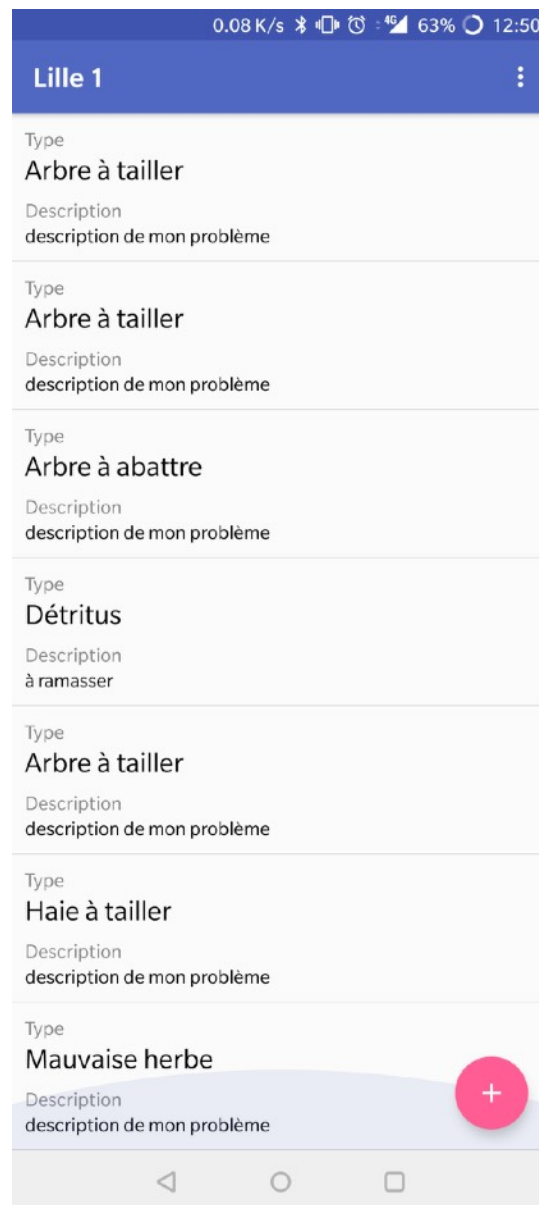 0.08 K/s 4G 63% 12:50
Lille 1
Type
Arbre à tailler
Description
description de mon problème
Type
Arbre à tailler
Description
description de mon problème
Type
Arbre à abattre
Description
description de mon problème
Type
Détritus
Description
à ramasser
Type
Arbre à tailler
Description
description de mon problème
Type
Haie à tailler
Description
description de mon problème
Type
Mauvaise herbe
Description
description de mon problème